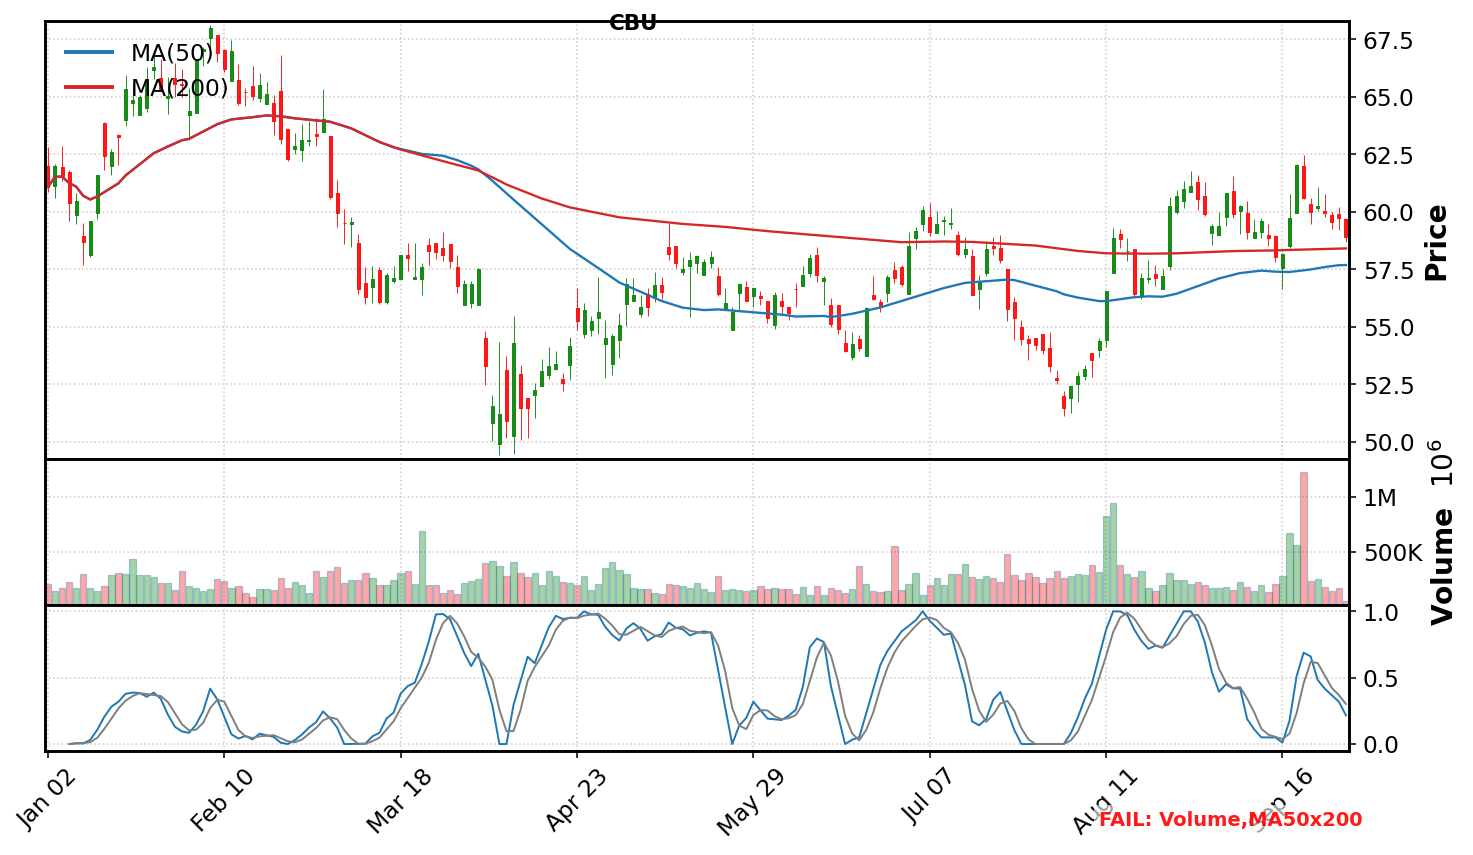 CBU
MA(50)
MA(200)
67.5
65.0
62.5
60.0
57.5
55.0
52.5
50.0
Price
1M
500K
Volume 10^6
1.0
0.5
0.0
Jan 02
Feb 10
Mar 18
Apr 23
May 29
Jul 07
Aug 11
Sep 16
FAIL: Volume,MA50x200